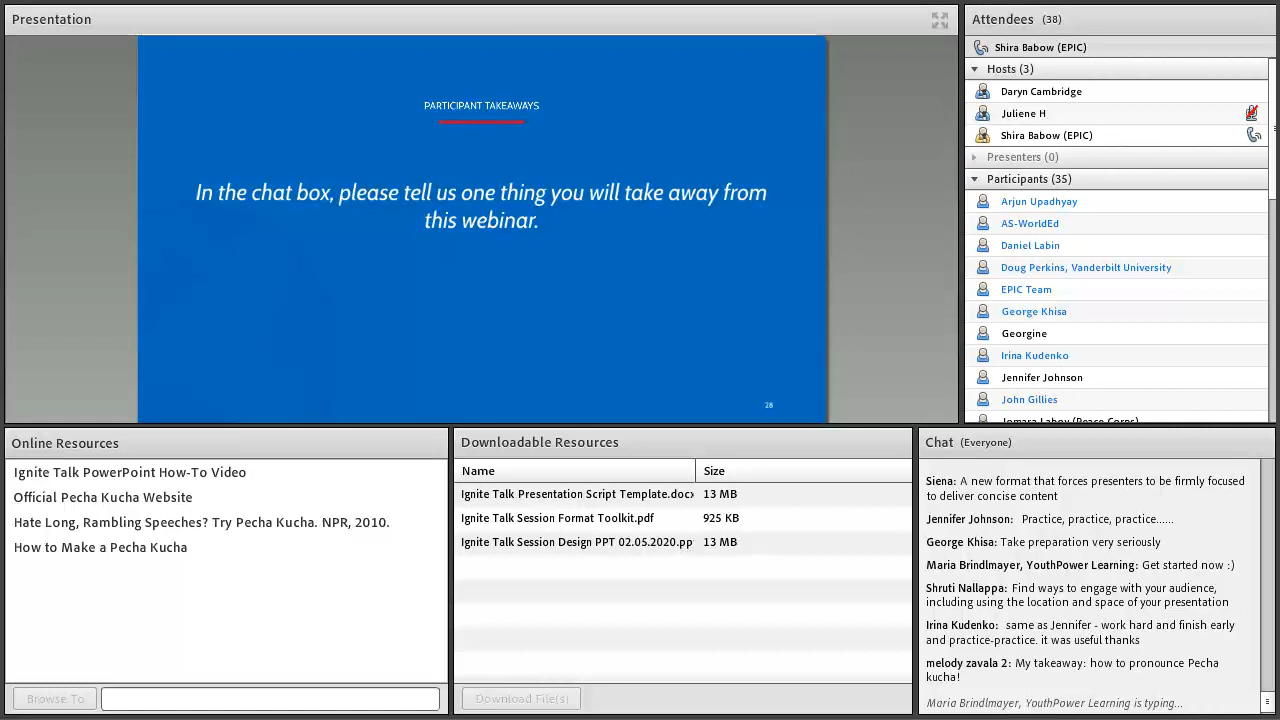 Presentation
PARTICIPANT TAKEAWAYS
In the chat box, please tell us one thing you will take away from
this webinar.
28
Attendees (38)
Shira Babow (EPIC)
Hosts (3)
Daryn Cambridge
Juliene H
Shira Babow (EPIC)
Presenters (0)
Participants (35)
Arjun Upadhyay
AS-WorldEd
Daniel Labin
Doug Perkins, Vanderbilt University
EPIC Team
George Khisa
Georgine
Irina Kudenko
Jennifer Johnson
John Gillies
Online Resources
Ignite Talk PowerPoint How-To Video
Official Pecha Kucha Website
Hate Long, Rambling Speeches? Try Pecha Kucha. NPR, 2010.
How to Make a Pecha Kucha
Browse To
Downloadable Resources
Name Size
Ignite Talk Presentation Script Template.docx 13 MB
Ignite Talk Session Format Toolkit.pdf 925 KB
Ignite Talk Session Design PPT 02.05.2020.pp 13 MB
Download File(s)
Chat (Everyone)
Siena: A new format that forces presenters to be firmly focused
to deliver concise content
Jennifer Johnson: Practice, practice, practice......
George Khisa: Take preparation very seriously
Maria Brindlmayer, YouthPower Learning: Get started now :)
Shruti Nallappa: Find ways to engage with your audience,
including using the location and space of your presentation
Irina Kudenko: same as Jennifer - work hard and finish early
and practice-practice. it was useful thanks
melody zavala 2: My takeaway: how to pronounce Pecha
kucha!
Maria Brindlmayer, YouthPower Learning is typing...